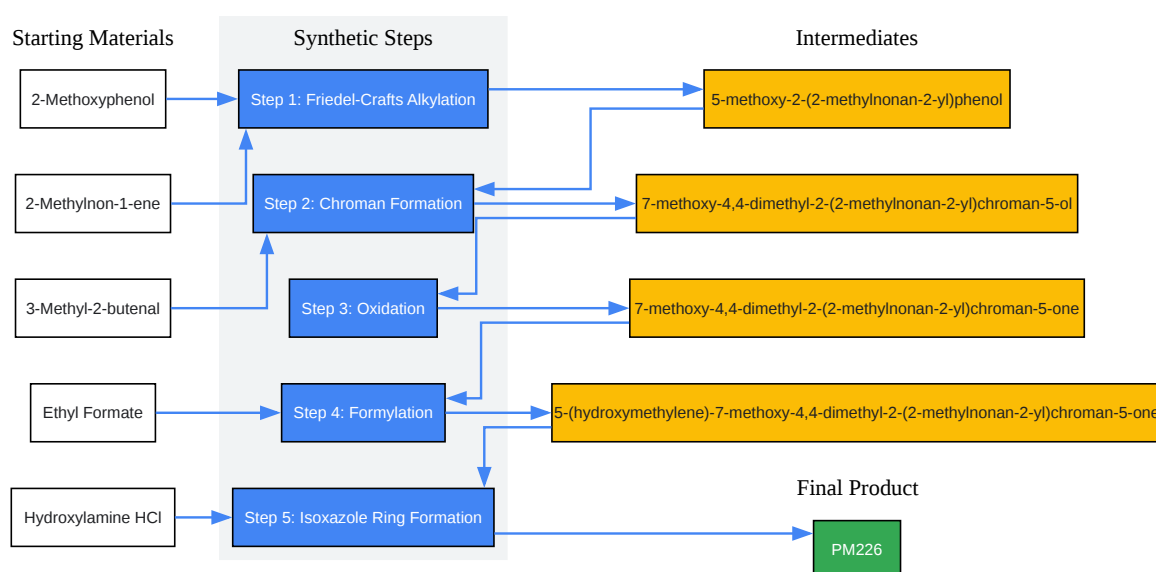 Starting Materials
Synthetic Steps
Intermediates
2-Methoxyphenol
Step 1: Friedel-Crafts Alkylation
5-methoxy-2-(2-methylnonan-2-yl)phenol
2-Methylnon-1-ene
Step 2: Chroman Formation
7-methoxy-4,4-dimethyl-2-(2-methylnonan-2-yl)chroman-5-ol
3-Methyl-2-butenal
Step 3: Oxidation
7-methoxy-4,4-dimethyl-2-(2-methylnonan-2-yl)chroman-5-one
Ethyl Formate
Step 4: Formylation
5-(hydroxymethylene)-7-methoxy-4,4-dimethyl-2-(2-methylnonan-2-yl)chroman-5-one
Hydroxylamine HCl
Step 5: Isoxazole Ring Formation
Final Product
PM226